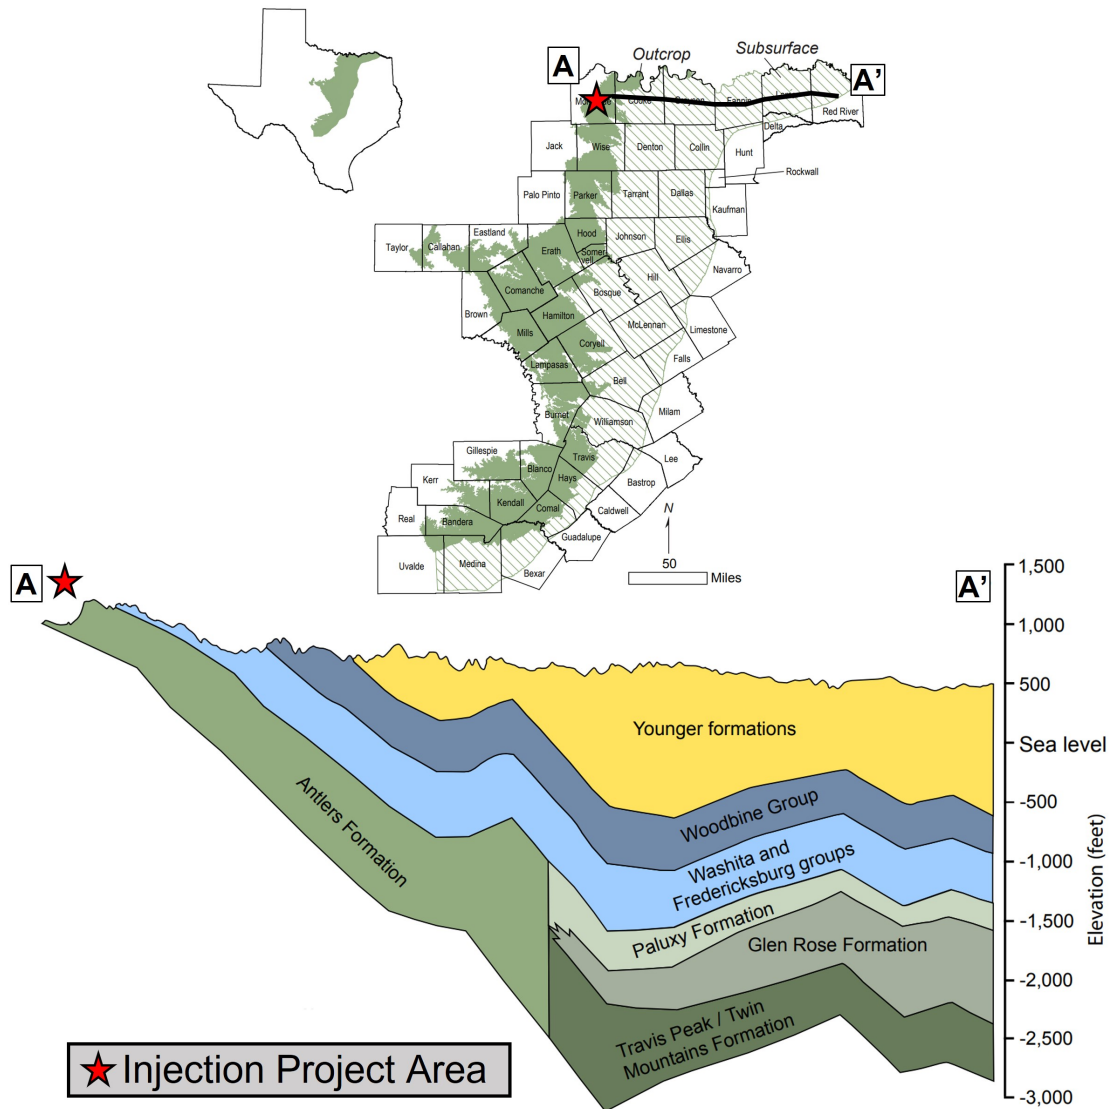 A
Outcrop
Subsurface
A'
Cooke
Fannin
Red River
Delta
Jack
Wise
Denton
Collin
Hunt
Rockwall
Palo Pinto
Parker
Tarrant
Dallas
Kaufman
Taylor
Callahan
Eastland
Erath
Hood
Somer-
vell
Johnson
Ellis
Navarro
Comanche
Bosque
Hill
Brown
Hamilton
McLennan
Limestone
Mills
Coryell
Falls
Lampasas
Bell
Burnet
Williamson
Milam
Gillespie
Blanco
Travis
Lee
Kerr
Hays
Bastrop
Real
Bandera
Kendall
Comal
Caldwell
Guadalupe
Uvalde
Medina
Bexar
N
50
Miles
A
A'
1,500
1,000
500
Sea level
-500
-1,000
-1,500
-2,000
-2,500
-3,000
Elevation (feet)
Younger formations
Woodbine Group
Washita and
Fredericksburg groups
Antlers Formation
Paluxy Formation
Glen Rose Formation
Travis Peak / Twin
Mountains Formation
Injection Project Area